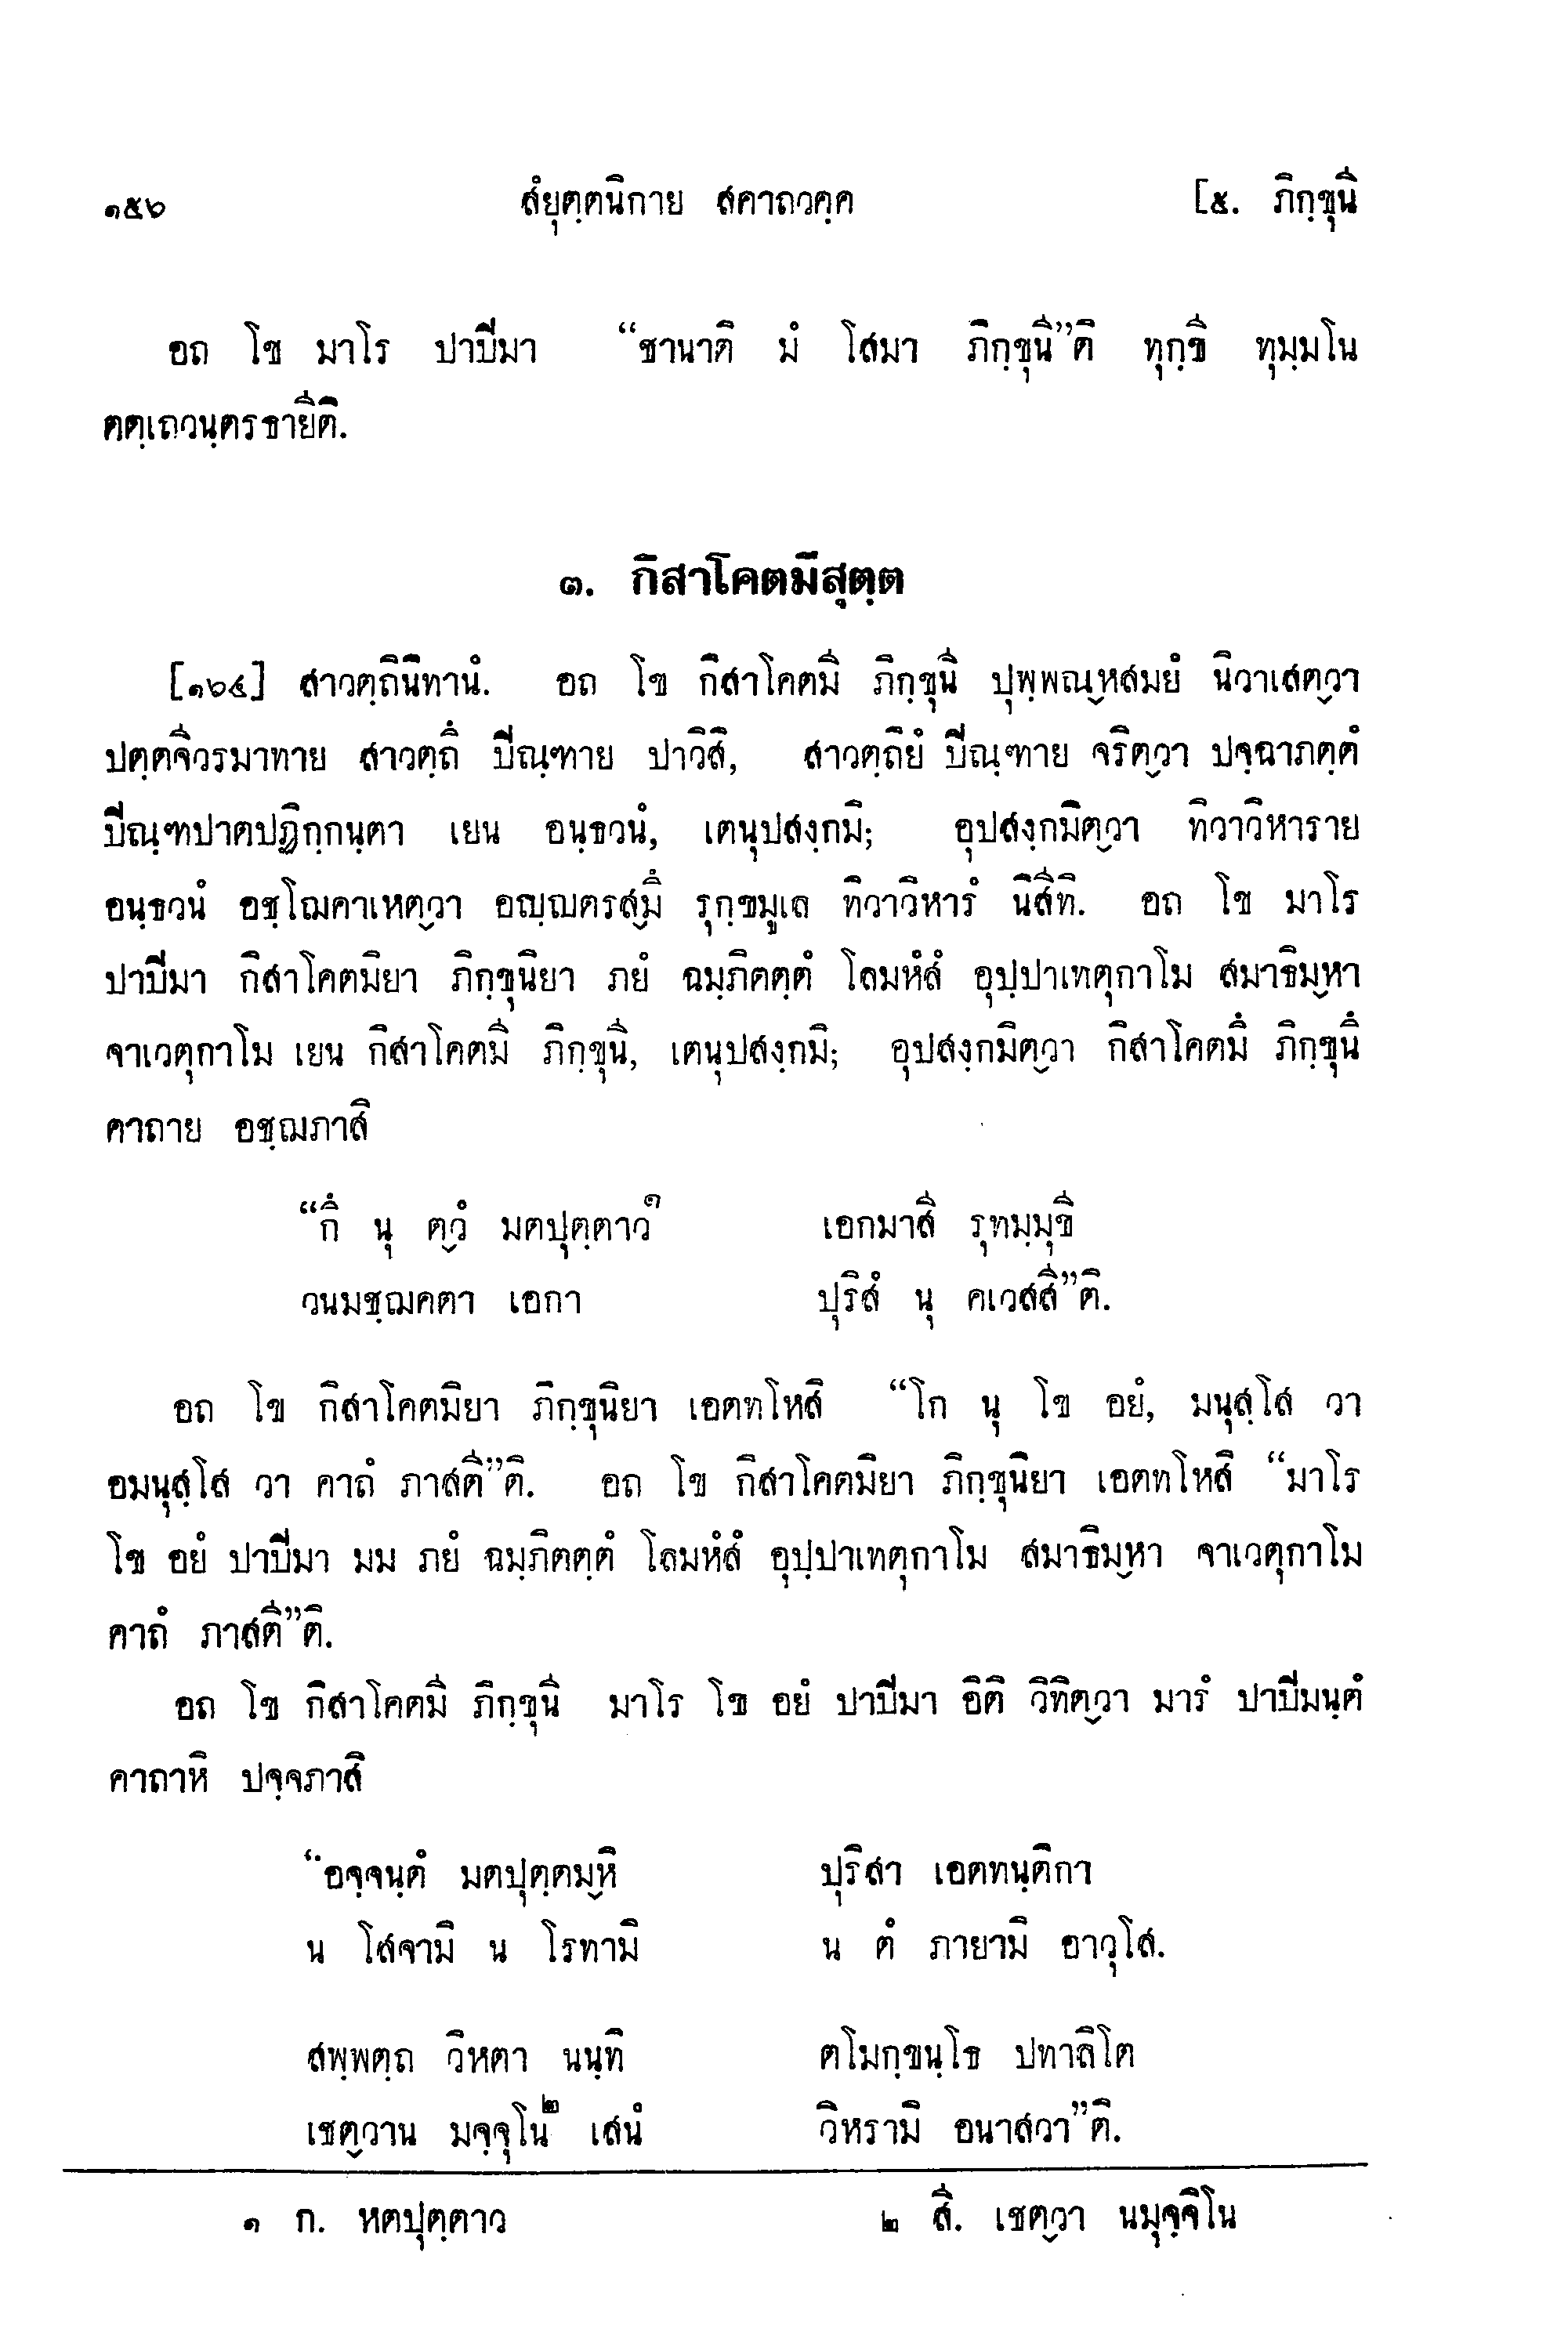 ๑๕๖ สํยุตฺตนิกาย สคาถวคฺค [๕. ภิกฺขุนี
อถ โข มาโร ปาปีมา “ชานาติ มํ โสมา ภิกฺขุนี”ติ ทุกฺขี ทุมฺมโน
ตตฺเถวนฺตรธายีติ.
๓. กิสาโคตมีสุตฺต
[๑๖๔] สาวตฺถินิทานํ. อถ โข กิสาโคตมี ภิกฺขุนี ปุพฺพณฺหสมยํ นิวาเสตฺวา
ปตฺตจีวรมาทาย สาวตฺถึ ปิณฺฑาย ปาวิสิ, สาวตฺถิยํ ปิณฺฑาย จริตฺวา ปจฺฉาภตฺตํ
ปิณฺฑปาตปฏิกฺกนฺตา เยน อนฺธวนํ, เตนุปสงฺกมิ; อุปสงฺกมิตฺวา ทิวาวิหาราย
อนฺธวนํ อชฺโฌคาเหตฺวา อญฺญตรสฺมึ รุกฺขมูเล ทิวาวิหารํ นิสีทิ. อถ โข มาโร
ปาปีมา กิสาโคตมิยา ภิกฺขุนิยา ภยํ ฉมฺภิตตฺตํ โลมหํสํ อุปฺปาเทตุกาโม สมาธิมฺหา
จาเวตุกาโม เยน กิสาโคตมี ภิกฺขุนี, เตนุปสงฺกมิ; อุปสงฺกมิตฺวา กิสาโคตมึ ภิกฺขุนึ
คาถาย อชฺฌภาสิ
“กึ นุ ตฺวํ มตปุตฺตาว๑ เอกมาสิ รุทมฺมุขี
วนมชฺฌคตา เอกา ปุริสํ นุ คเวสสี”ติ.
อถ โข กิสาโคตมิยา ภิกฺขุนิยา เอตทโหสิ “โก นุ โข อยํ, มนุสฺโส วา
อมนุสฺโส วา คาถํ ภาสตี”ติ. อถ โข กิสาโคตมิยา ภิกฺขุนิยา เอตทโหสิ “มาโร
โข อยํ ปาปีมา มม ภยํ ฉมฺภิตตฺตํ โลมหํสํ อุปฺปาเทตุกาโม สมาธิมฺหา จาเวตุกาโม
คาถํ ภาสตี”ติ.
อถ โข กิสาโคตมี ภิกฺขุนี มาโร โข อยํ ปาปีมา อิติ วิทิตฺวา มารํ ปาปีมนฺตํ
คาถาหิ ปจฺจภาสิ
“อจฺจนฺตํ มตปุตฺตมฺหิ ปุริสา เอตทนฺติกา
น โสจามิ น โรทามิ น ตํ ภายามิ อาวุโส.
สพฺพตฺถ วิหตา นนฺทิ ตโมกฺขนฺโธ ปทาลิโต
เชตฺวาน มจฺจุโน๒ เสนํ วิหรามิ อนาสวา”ติ.
๑ ก. หตปุตฺตาว ๒ สี. เชตฺวา นมุจฺจิโน